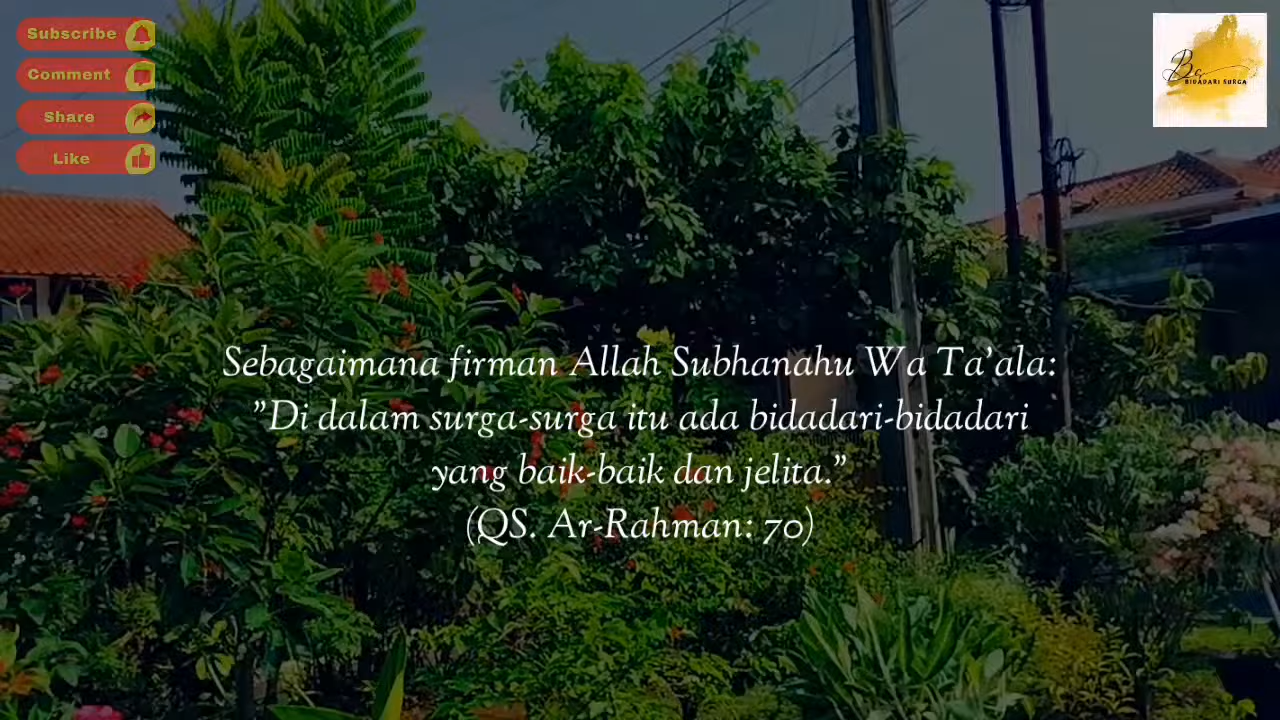 Subscribe
Comment
Share
Like
BIDADARI SURGA
Sebagaimana firman Allah Subhanahu Wa Ta'ala:
"Di dalam surga-surga itu ada bidadari-bidadari
yang baik-baik dan jelita."
(QS. Ar-Rahman: 70)